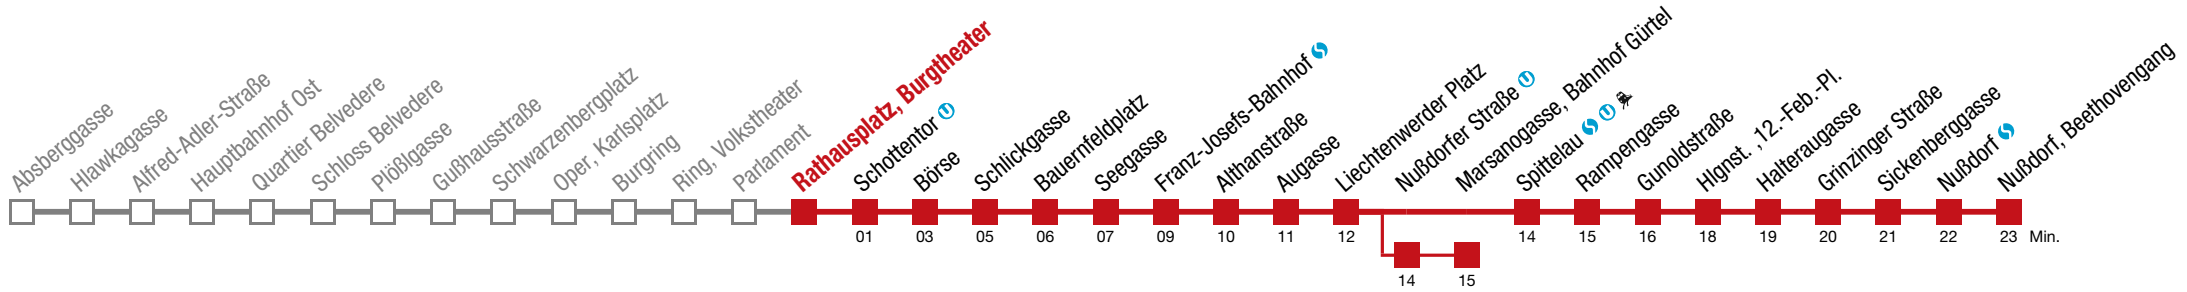 Absberggasse
Hlawkagasse
Alfred-Adler-Straße
Hauptbahnhof Ost
Quartier Belvedere
Schloss Belvedere
Plößlgasse
Gußhausstraße
Schwarzenbergplatz
Oper, Karlsplatz
Burgring
Ring, Volkstheater
Parlament
Rathausplatz, Burgtheater
Schottentor U
Börse
Schlickgasse
Bauernfeldplatz
Seegasse
Franz-Josefs-Bahnhof S
Althanstraße
Augasse
Liechtenwerder Platz
Nußdorfer Straße U
Marsanogasse, Bahnhof Gürtel
Spittelau S U
Rampengasse
Gunoldstraße
Hlgnst. ,12.-Feb.-Pl.
Halteraugasse
Grinzinger Straße
Sickenberggasse
Nußdorf S
Nußdorf, Beethovengang
01 03 05 06 07 09 10 11 12 14 15 16 18 19 20 21 22 23 Min.
14 15